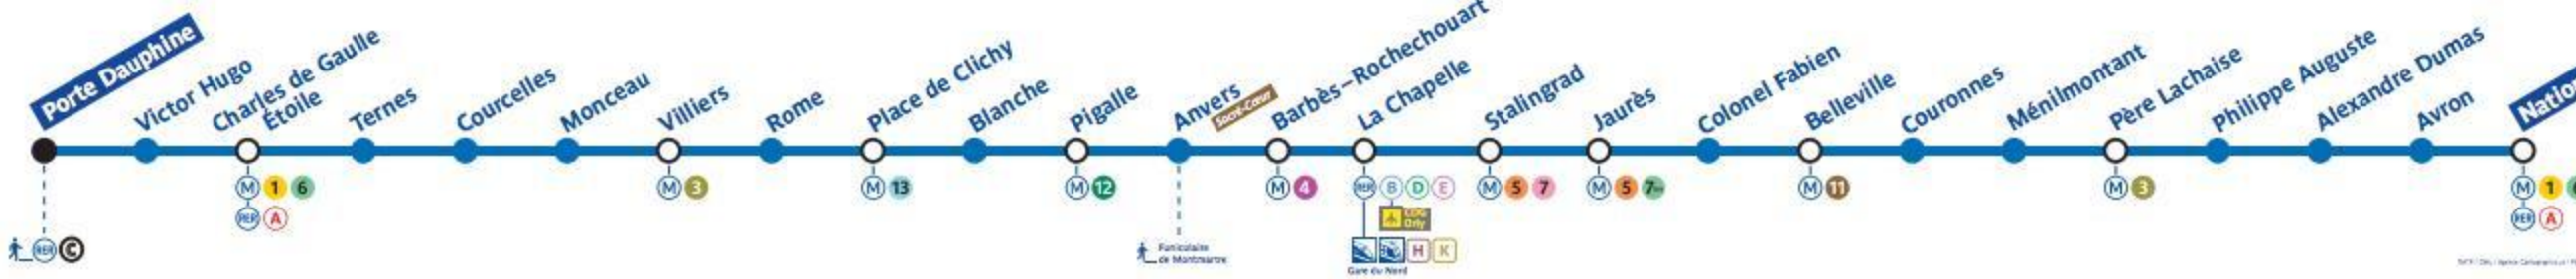 Porte Dauphine
Victor Hugo
Charles de Gaulle
Étoile
Ternes
Courcelles
Monceau
Villiers
Rome
Place de Clichy
Blanche
Pigalle
Anvers
Sacré-Cœur
Barbès–Rochechouart
La Chapelle
Stalingrad
Jaurès
Colonel Fabien
Belleville
Couronnes
Ménilmontant
Père Lachaise
Philippe Auguste
Alexandre Dumas
Avron
Natio
M 1 6
RER A
M 3
M 13
M 12
M 4
RER B D E
M 5 7
M 5 7bis
M 11
M 3
M 1
RER A
CDG
Orly
RER C
Funiculaire
de Montmartre
H K
Gare du Nord